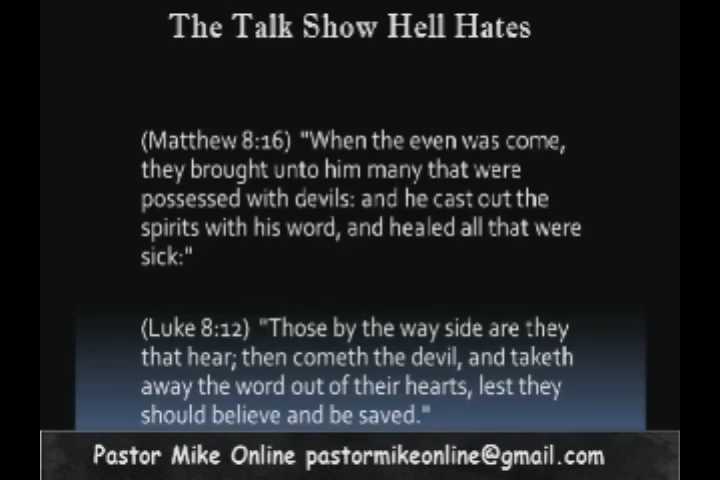 The Talk Show Hell Hates
(Matthew 8:16) "When the even was come,
they brought unto him many that were
possessed with devils: and he cast out the
spirits with his word, and healed all that were
sick:"
(Luke 8:12) "Those by the way side are they
that hear; then cometh the devil, and taketh
away the word out of their hearts, lest they
should believe and be saved."
Pastor Mike Online pastormikeonline@gmail.com